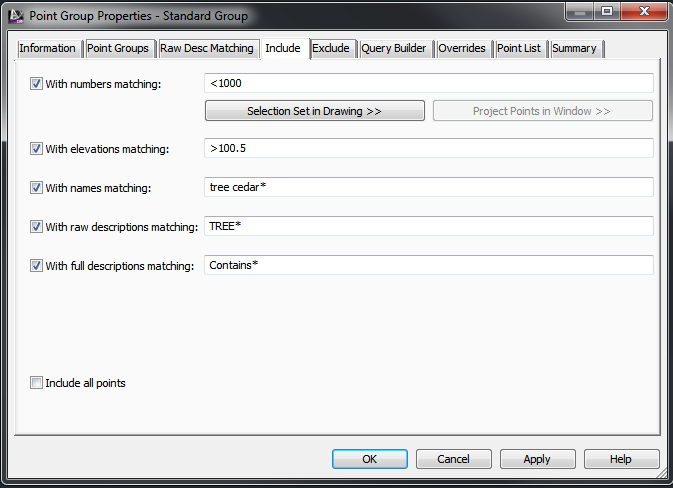 Point Group Properties - Standard Group
Information Point Groups Raw Desc Matching Include Exclude Query Builder Overrides Point List Summary
With numbers matching: <1000
Selection Set in Drawing >> Project Points in Window >>
With elevations matching: >100.5
With names matching: tree cedar*
With raw descriptions matching: TREE*
With full descriptions matching: Contains*
Include all points
OK Cancel Apply Help